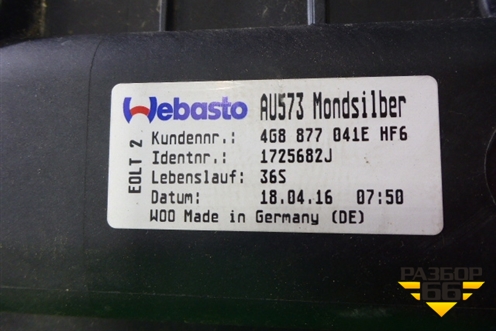 Webasto AU573 Mondsilber
EOLT 2
Kundennr.: 4G8 877 041E HF6
Identnr.: 1725682J
Lebenslauf: 36S
Datum: 18.04.16 07:50
WOO Made in Germany (DE)
РАЗБОР
66